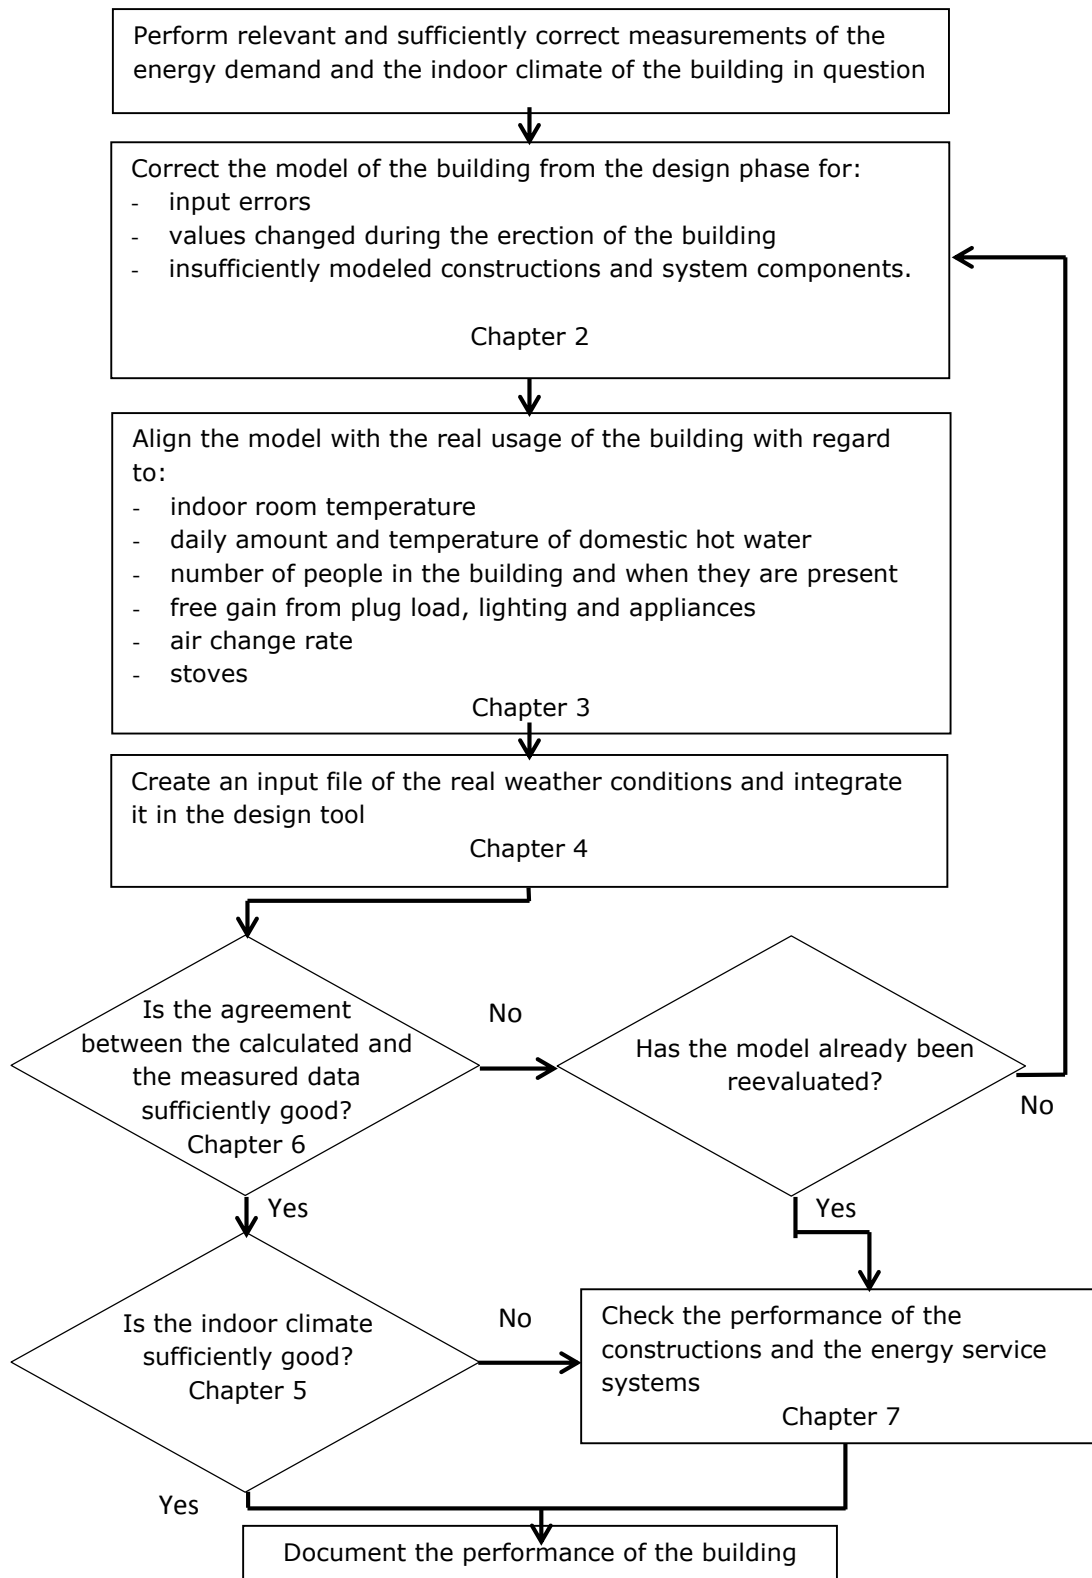 Perform relevant and sufficiently correct measurements of the
energy demand and the indoor climate of the building in question
Correct the model of the building from the design phase for:
- input errors
- values changed during the erection of the building
- insufficiently modeled constructions and system components.
Chapter 2
Align the model with the real usage of the building with regard
to:
- indoor room temperature
- daily amount and temperature of domestic hot water
- number of people in the building and when they are present
- free gain from plug load, lighting and appliances
- air change rate
- stoves
Chapter 3
Create an input file of the real weather conditions and integrate
it in the design tool
Chapter 4
Is the agreement
between the calculated and
the measured data
sufficiently good?
Chapter 6
No
Has the model already been
reevaluated?
No
Yes
Yes
Is the indoor climate
sufficiently good?
Chapter 5
No
Check the performance of the
constructions and the energy service
systems
Chapter 7
Yes
Document the performance of the building